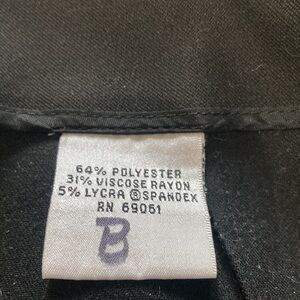 64% POLYESTER
31% VISCOSE RAYON
5% LYCRA ® SPANDEX
RN 69061
B